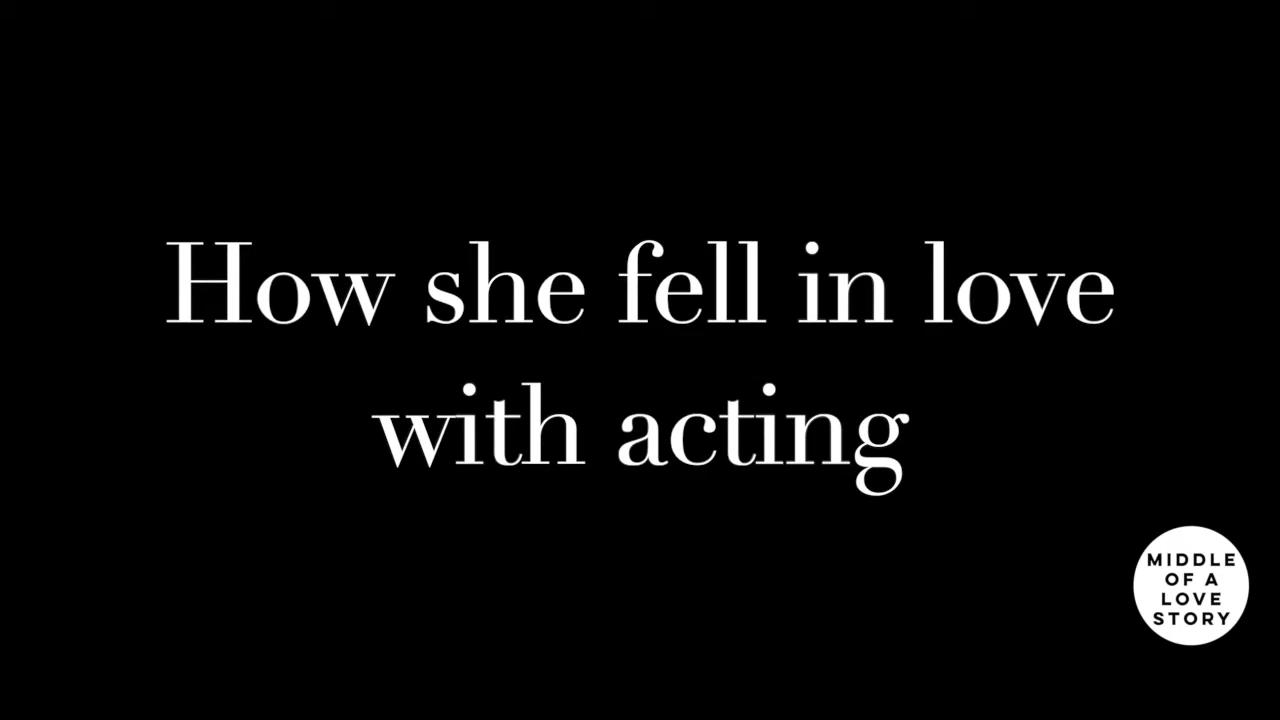 How she fell in love
with acting
MIDDLE
OF A
LOVE
STORY